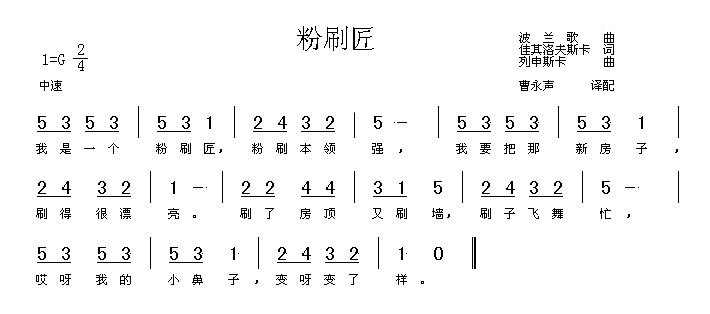 粉刷匠
波兰歌 曲
1=G 2/4
佳其洛夫斯卡 词
列申斯卡 曲
中速
曹永声 译配
5 3 5 3 | 5 3 1 | 2 4 3 2 | 5 - | 5 3 5 3 | 5 3 1 |
我是一个 粉刷匠, 粉刷本领 强, 我要把那 新房子,
2 4 3 2 | 1 - | 2 2 4 4 | 3 1 5 | 2 4 3 2 | 5 - |
刷得很漂 亮。 刷了房顶 又刷墙, 刷子飞舞 忙,
5 3 5 3 | 5 3 1 | 2 4 3 2 | 1 0 ‖
哎呀我的 小鼻子, 变呀变了 样。